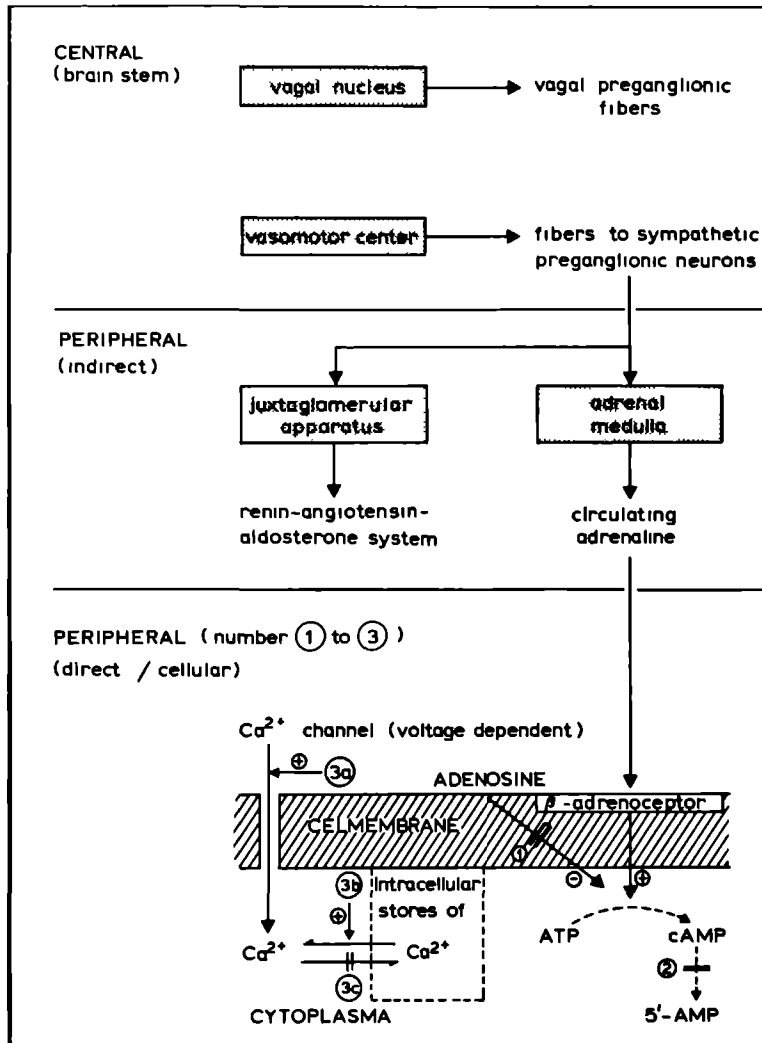 CENTRAL
(brain stem)
vagal nucleus
vagal preganglionic
fibers
vasomotor center
fibers to sympathetic
preganglionic neurons
PERIPHERAL
(indirect)
juxtaglamerular
apparatus
adrenal
medulla
renin-angiotensin-
aldosterone system
circulating
adrenaline
PERIPHERAL (number ① to ③)
(direct / cellular)
Ca²⁺ channel (voltage dependent)
⊕
3a
ADENOSINE
β-adrenoceptor
CELMEMBRANE
①
3b
Intracellular
stores of
⊖
⊕
⊕
ATP
cAMP
Ca²⁺
Ca²⁺
②
3c
CYTOPLASMA
5'-AMP